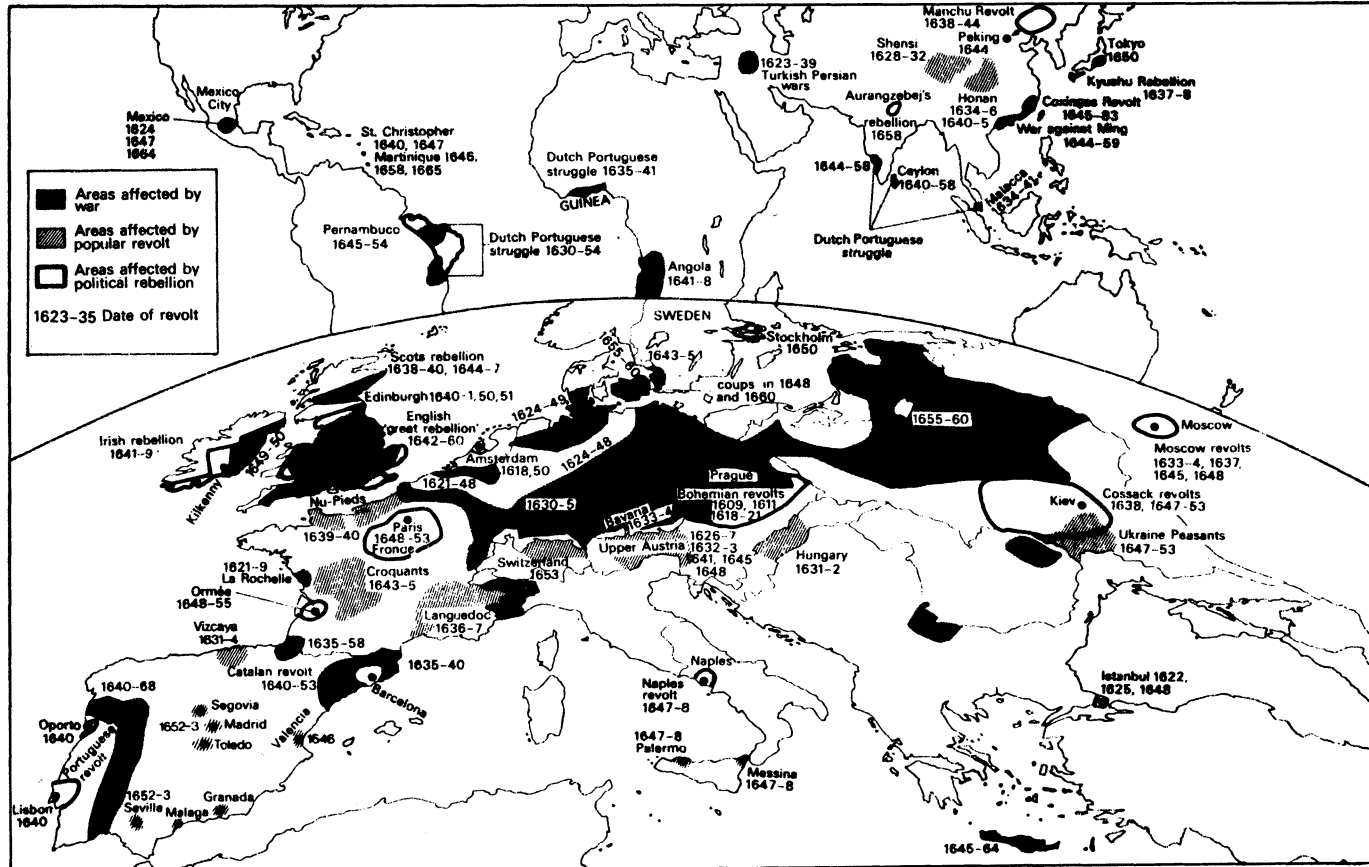 Manchu Revolt
1638-44
Peking
1644
Shensi
1628-32
Tokyo
1650
Kyushu Rebellion
1637-8
Honan
1634-6
1640-5
Coxingas Revolt
1645-83
War against Ming
1644-59
1623-39
Turkish Persian
wars
Aurangzebej's
rebellion
1658
1644-58
Ceylon
1640-58
Malacca
1634-41
Dutch Portuguese
struggle
Mexico
City
Mexico
1624
1647
1664
St. Christopher
1640, 1647
Martinique 1646,
1658, 1665
Dutch Portuguese
struggle 1635-41
GUINEA
Pernambuco
1645-54
Dutch Portuguese
struggle 1630-54
Angola
1641-8
Areas affected by
war
Areas affected by
popular revolt
Areas affected by
political rebellion
1623-35 Date of revolt
SWEDEN
Stockholm
1650
1643-5
1655-60
coups in 1648
and 1660
Scots rebellion
1638-40, 1644-7
Edinburgh 1640-1,50,51
English
'great rebellion'
1642-60
1624-49
Irish rebellion
1641-9
1649-50
Kilkenny
Amsterdam
1618,50
1621-48
1624-48
1655-60
Moscow
Moscow revolts
1633-4, 1637,
1645, 1648
Prague
Bohemian revolts
1609, 1611
1618-21
1630-5
Bavaria
1633-4
Kiev
Cossack revolts
1638, 1647-53
Ukraine Peasants
1647-53
Nu-Pieds
1639-40
Paris
1648-53
Fronde
Upper Austria
1626-7
1632-3
1641, 1645
1648
Hungary
1631-2
Switzerland
1653
1621-9
La Rochelle
Croquants
1643-5
Ormée
1648-55
Languedoc
1636-7
Vizcaya
1631-4
1635-58
Catalan revolt
1640-53
1635-40
Barcelona
Naples
Naples
revolt
1647-8
Istanbul 1622,
1625, 1648
1640-68
Oporto
1640
Portuguese
revolt
Segovia
1652-3
Madrid
Toledo
Valencia
1646
1647-8
Palermo
Messina
1647-8
Lisbon
1640
1652-3
Seville
Malaga
Granada
1645-64